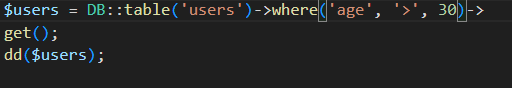 $users = DB::table('users')->where('age', '>', 30)->
get();
dd($users);